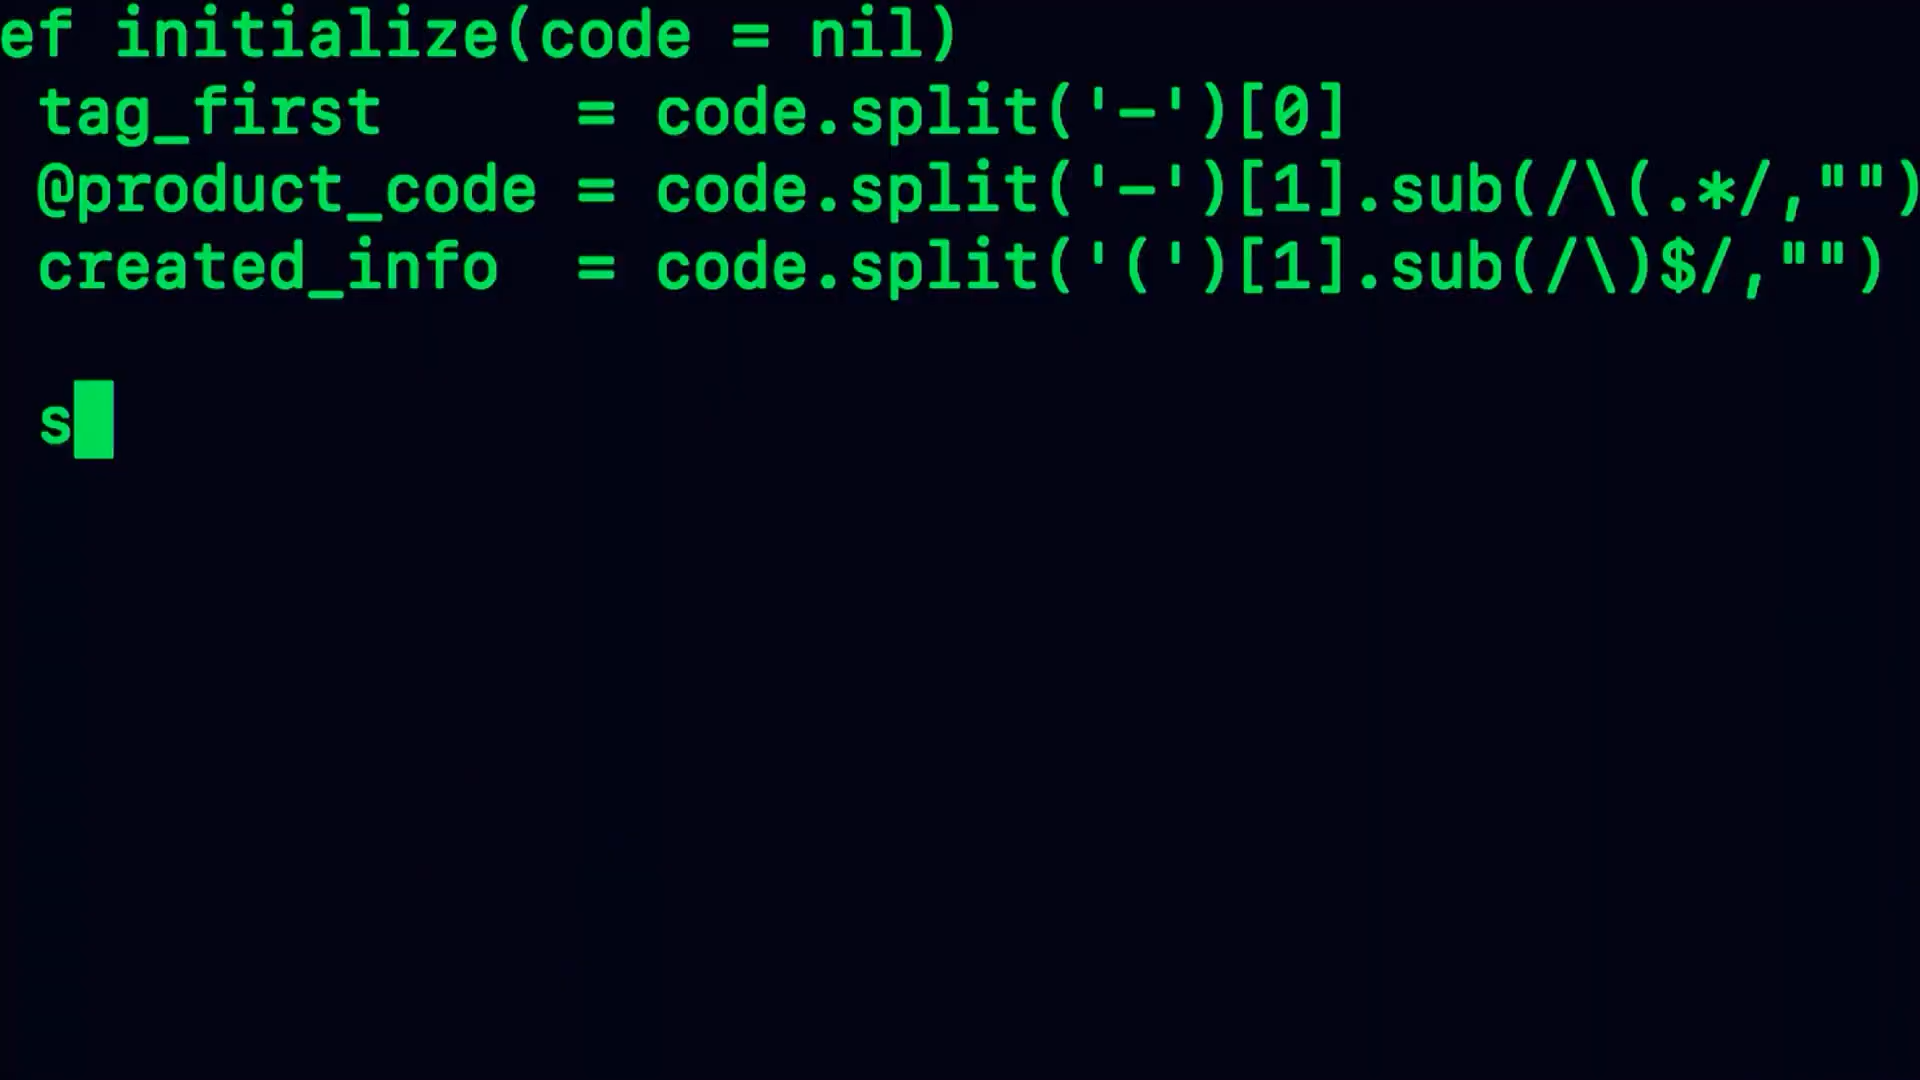 ef initialize(code = nil)
tag_first = code.split('-')[0]
@product_code = code.split('-')[1].sub(/\(.*/,"")
created_info = code.split('(')[1].sub(/\)$/,"")
s